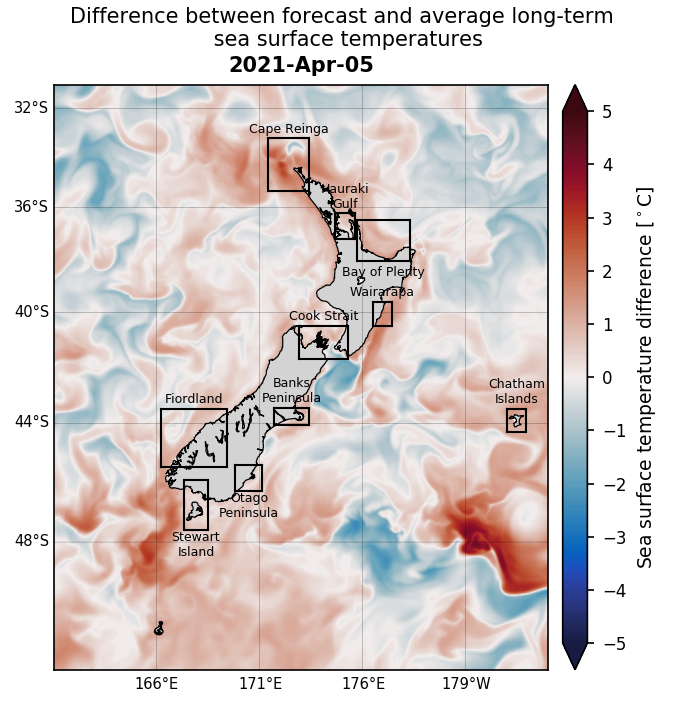 Difference between forecast and average long-term
sea surface temperatures
2021-Apr-05
32°S
36°S
40°S
44°S
48°S
166°E
171°E
176°E
179°W
Cape Reinga
Hauraki
Gulf
Bay of Plenty
Wairarapa
Cook Strait
Banks
Peninsula
Fiordland
Chatham
Islands
Otago
Peninsula
Stewart
Island
5
4
3
2
1
0
−1
−2
−3
−4
−5
Sea surface temperature difference [°C]